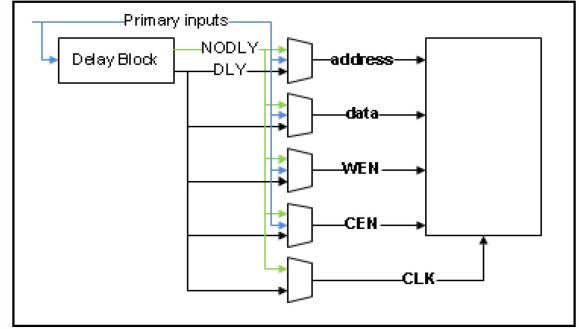 Primary inputs
Delay Block
NODLY
DLY
address
data
WEN
CEN
CLK